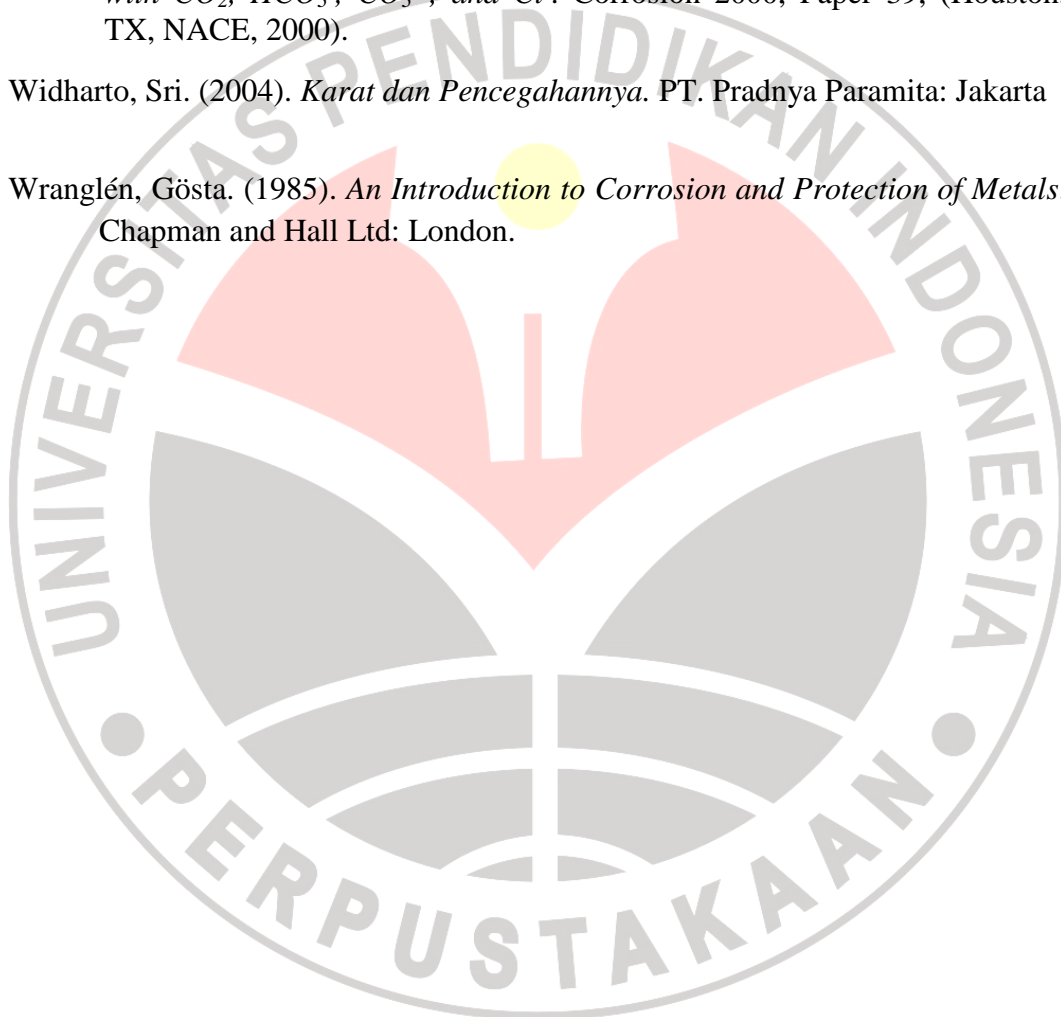 with CO₂, HCO₃⁻, CO₃²⁻, and Cl⁻. Corrosion 2000, Paper 39, (Houston
TX, NACE, 2000).
Widharto, Sri. (2004). Karat dan Pencegahannya. PT. Pradnya Paramita: Jakarta
Wranglén, Gösta. (1985). An Introduction to Corrosion and Protection of Metals
Chapman and Hall Ltd: London.
UNIVERSITAS PENDIDIKAN INDONESIA
PERPUSTAKAAN